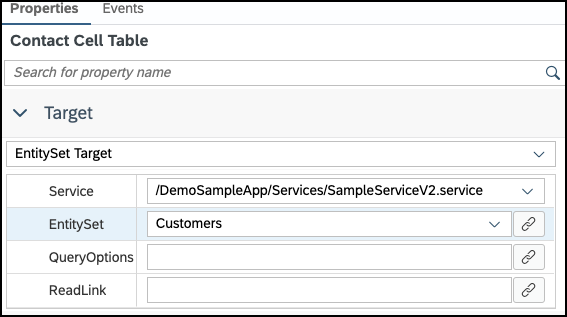 Properties Events
Contact Cell Table
Search for property name
Target
EntitySet Target
Service /DemoSampleApp/Services/SampleServiceV2.service
EntitySet Customers
QueryOptions
ReadLink